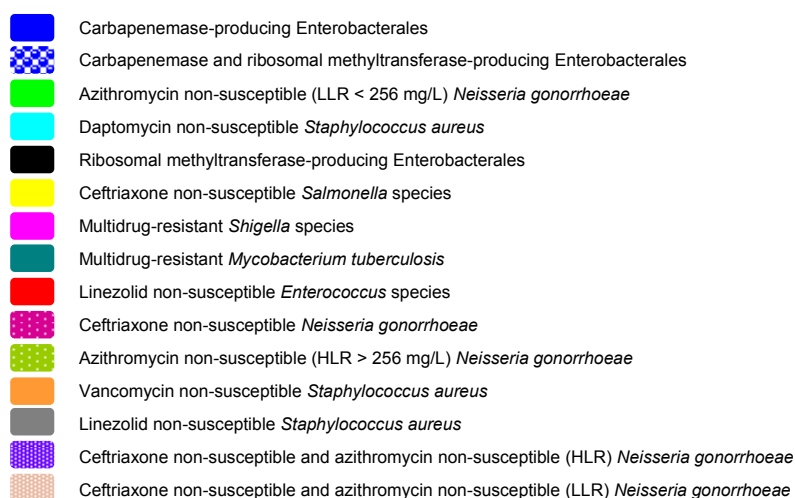 Carbapenemase-producing Enterobacterales
Carbapenemase and ribosomal methyltransferase-producing Enterobacterales
Azithromycin non-susceptible (LLR < 256 mg/L) Neisseria gonorrhoeae
Daptomycin non-susceptible Staphylococcus aureus
Ribosomal methyltransferase-producing Enterobacterales
Ceftriaxone non-susceptible Salmonella species
Multidrug-resistant Shigella species
Multidrug-resistant Mycobacterium tuberculosis
Linezolid non-susceptible Enterococcus species
Ceftriaxone non-susceptible Neisseria gonorrhoeae
Azithromycin non-susceptible (HLR > 256 mg/L) Neisseria gonorrhoeae
Vancomycin non-susceptible Staphylococcus aureus
Linezolid non-susceptible Staphylococcus aureus
Ceftriaxone non-susceptible and azithromycin non-susceptible (HLR) Neisseria gonorrhoeae
Ceftriaxone non-susceptible and azithromycin non-susceptible (LLR) Neisseria gonorrhoeae